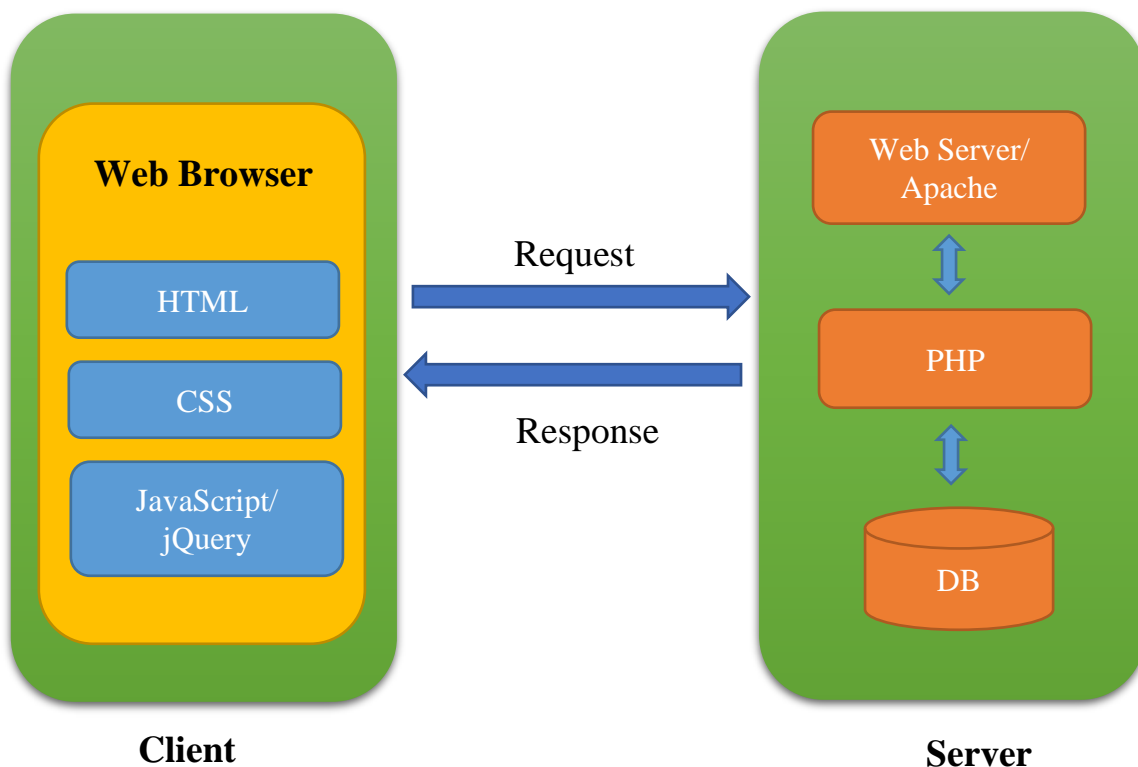 Web Browser
HTML
CSS
JavaScript/
jQuery
Client
Request
Response
Web Server/
Apache
PHP
DB
Server